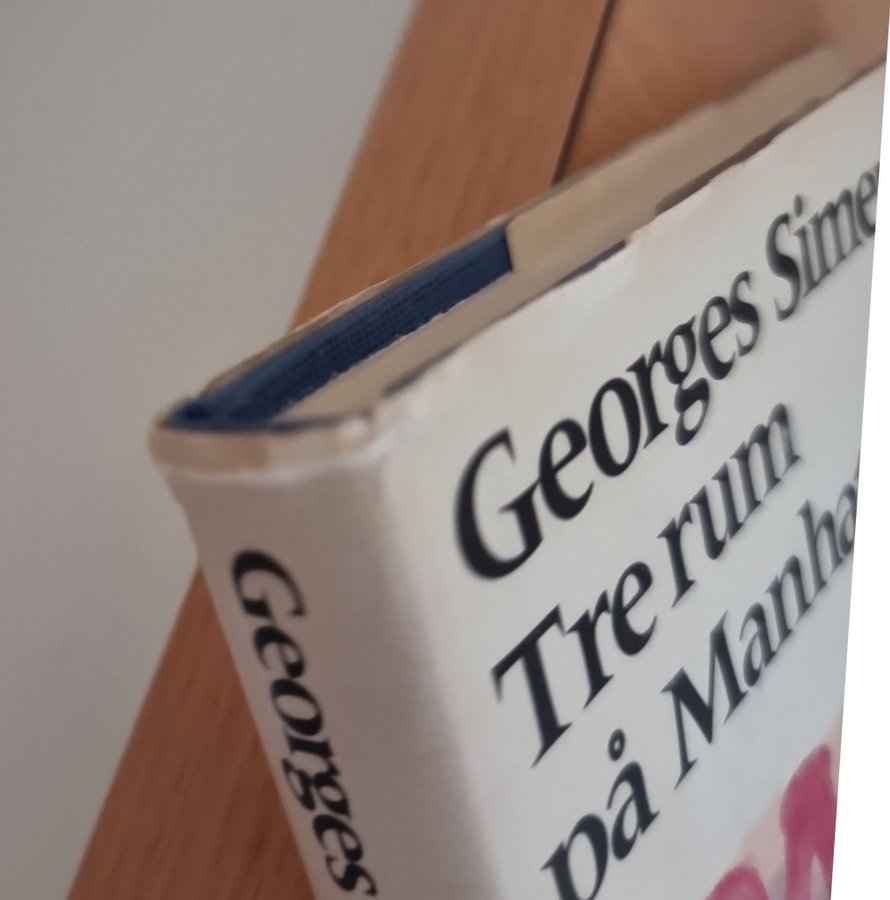 Georges Sime
Tre rum
på Manha
Georges